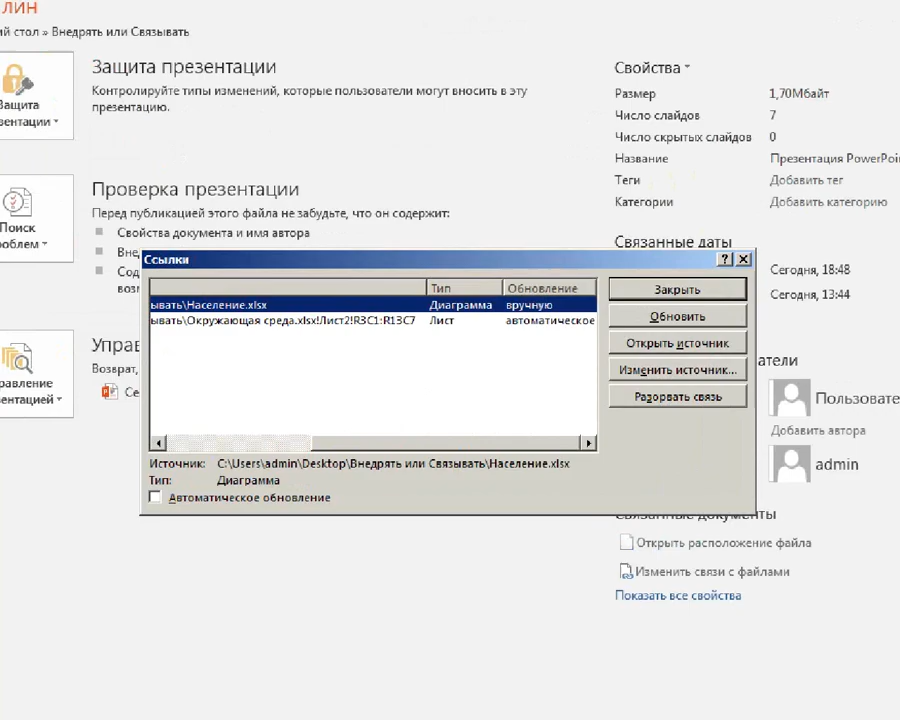 ЛИН
ий стол » Внедрять или Связывать
Защита презентации
Контролируйте типы изменений, которые пользователи могут вносить в эту
презентацию.
Защита
зентации
Проверка презентации
Перед публикацией этого файла не забудьте, что он содержит:
Свойства документа и имя автора
Вне
Сод
возм
Поиск
облем
Управ
Возврат,
Се
равление
ентацией
Свойства
Размер 1,70Мбайт
Число слайдов 7
Число скрытых слайдов 0
Название Презентация PowerPoi
Теги Добавить тег
Категории Добавить категорию
Связанные даты
Сегодня, 18:48
Сегодня, 13:44
атели
Пользовате
Добавить автора
admin
Связанные документы
Открыть расположение файла
Изменить связи с файлами
Показать все свойства
Ссылки
Тип Обновление
ывать\Население.xlsx Диаграмма вручную
ывать\Окружающая среда.xlsx!Лист2!R3C1:R13C7 Лист автоматическое
Закрыть
Обновить
Открыть источник
Изменить источник...
Разорвать связь
Источник: C:\Users\admin\Desktop\Внедрять или Связывать\Население.xlsx
Тип: Диаграмма
Автоматическое обновление